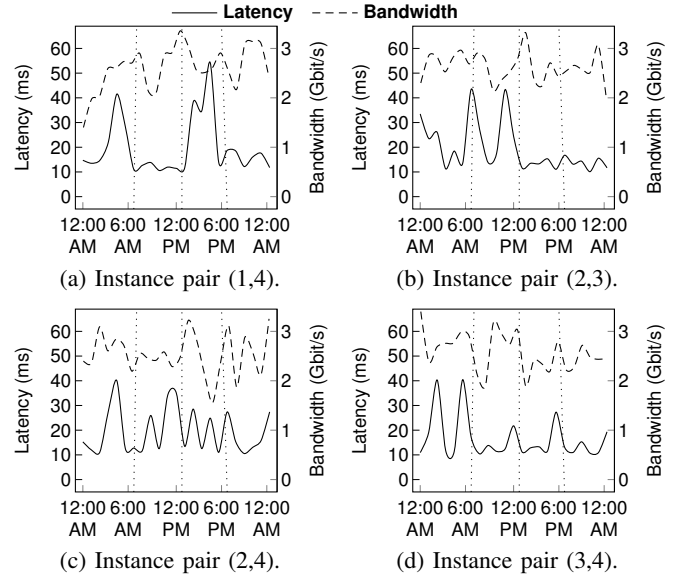 Latency Bandwidth
60
50
40
30
20
10
0
Latency (ms)
3
2
1
0
Bandwidth (Gbit/s)
12:00 6:00 12:00 6:00 12:00
AM AM PM PM AM
(a) Instance pair (1,4).
60
50
40
30
20
10
0
Latency (ms)
3
2
1
0
Bandwidth (Gbit/s)
12:00 6:00 12:00 6:00 12:00
AM AM PM PM AM
(b) Instance pair (2,3).
60
50
40
30
20
10
0
Latency (ms)
3
2
1
0
Bandwidth (Gbit/s)
12:00 6:00 12:00 6:00 12:00
AM AM PM PM AM
(c) Instance pair (2,4).
60
50
40
30
20
10
0
Latency (ms)
3
2
1
0
Bandwidth (Gbit/s)
12:00 6:00 12:00 6:00 12:00
AM AM PM PM AM
(d) Instance pair (3,4).